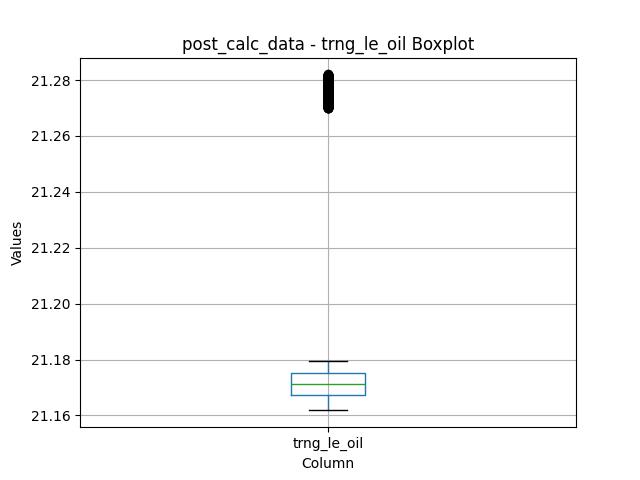 post_calc_data - trng_le_oil Boxplot
21.28
21.26
21.24
21.22
21.20
21.18
21.16
Values
trng_le_oil
Column